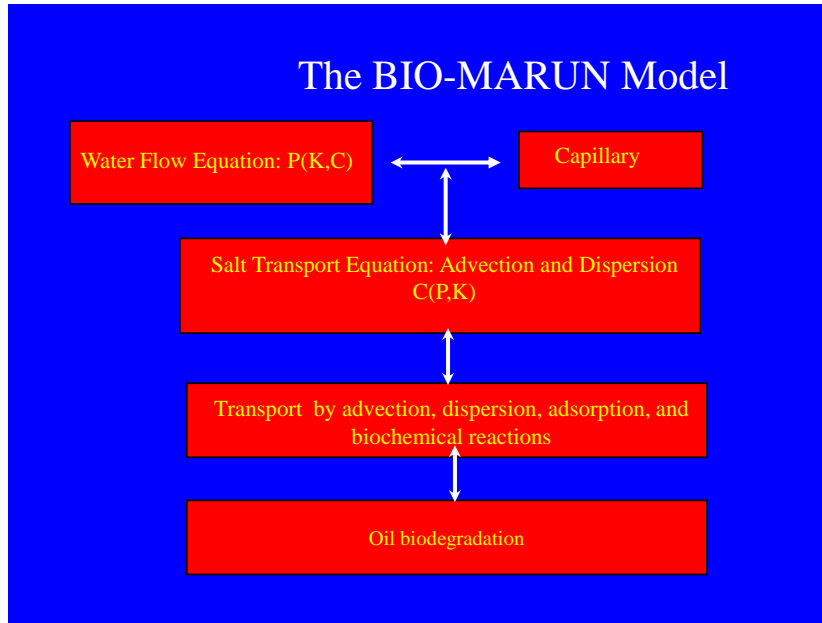 The BIO-MARUN Model
Water Flow Equation: P(K,C)
Capillary
Salt Transport Equation: Advection and Dispersion
C(P,K)
Transport by advection, dispersion, adsorption, and
biochemical reactions
Oil biodegradation